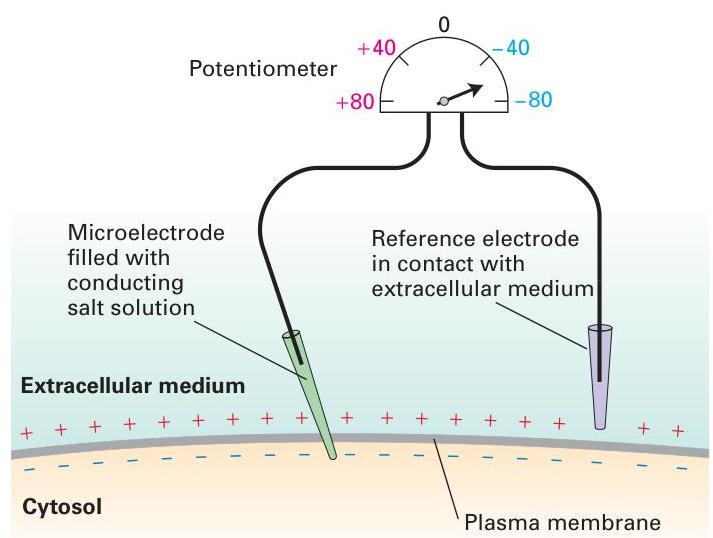 0
+40
-40
Potentiometer
+80
-80
Microelectrode
filled with
conducting
salt solution
Reference electrode
in contact with
extracellular medium
Extracellular medium
+ + + + + + + + + + + + + + + + + +
Cytosol
Plasma membrane